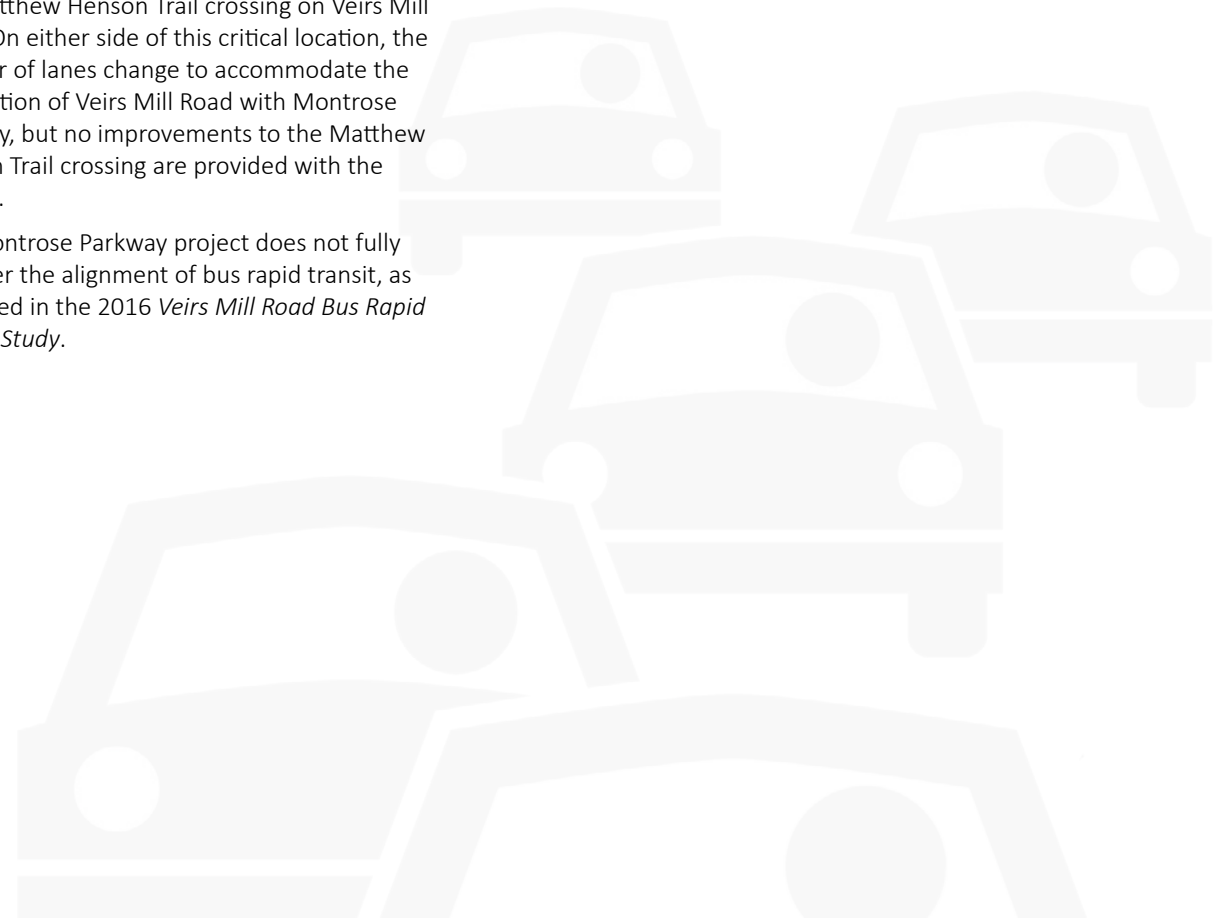 tthew Henson Trail crossing on Veirs Mill
On either side of this critical location, the
r of lanes change to accommodate the
tion of Veirs Mill Road with Montrose
y, but no improvements to the Matthew
n Trail crossing are provided with the
.
ontrose Parkway project does not fully
er the alignment of bus rapid transit, as
ed in the 2016 Veirs Mill Road Bus Rapid
Study.